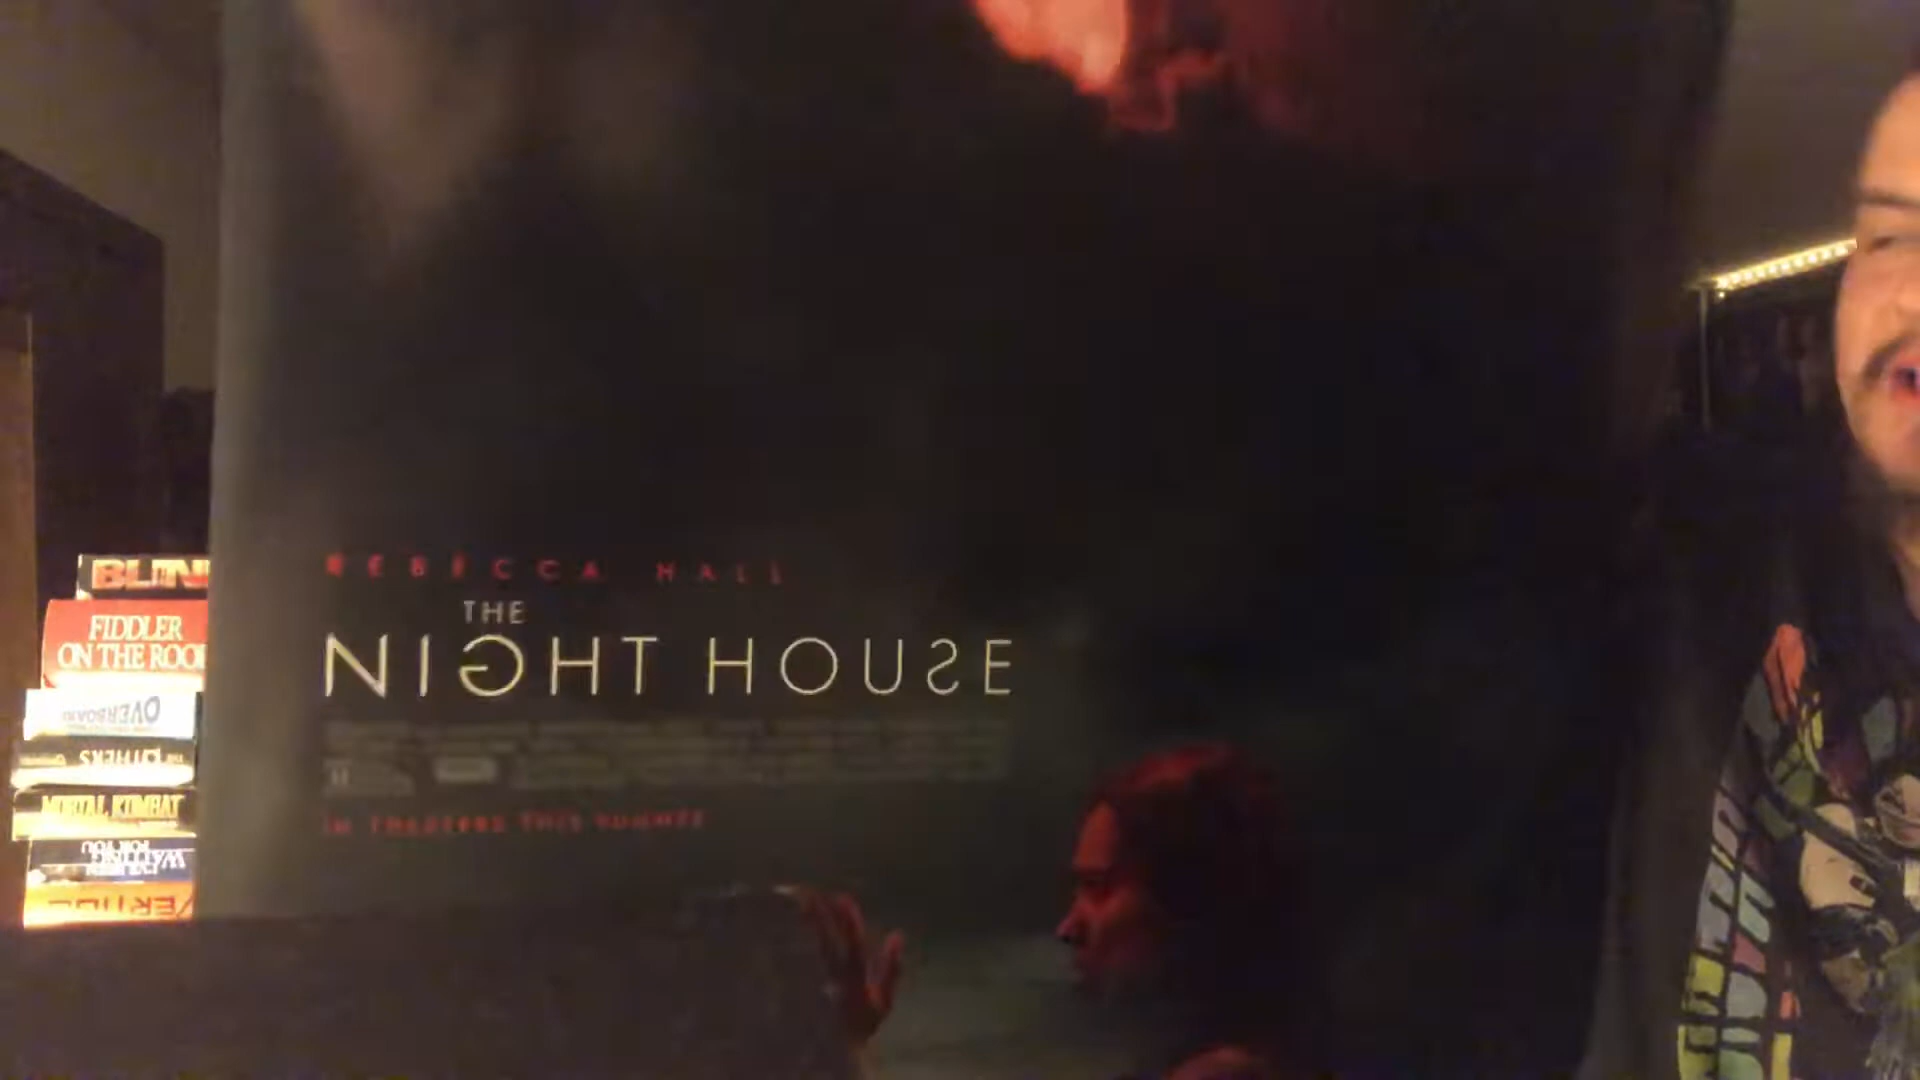 REBECCA HALL
THE
NIGHT HOUSE
IN THEATERS THIS SUMMER
BLIN
FIDDLER
ON THE ROOF
OVERBOARD
THE OTHERS
MORTAL KOMBAT
WAITING
FOR YOU
VERTIGO